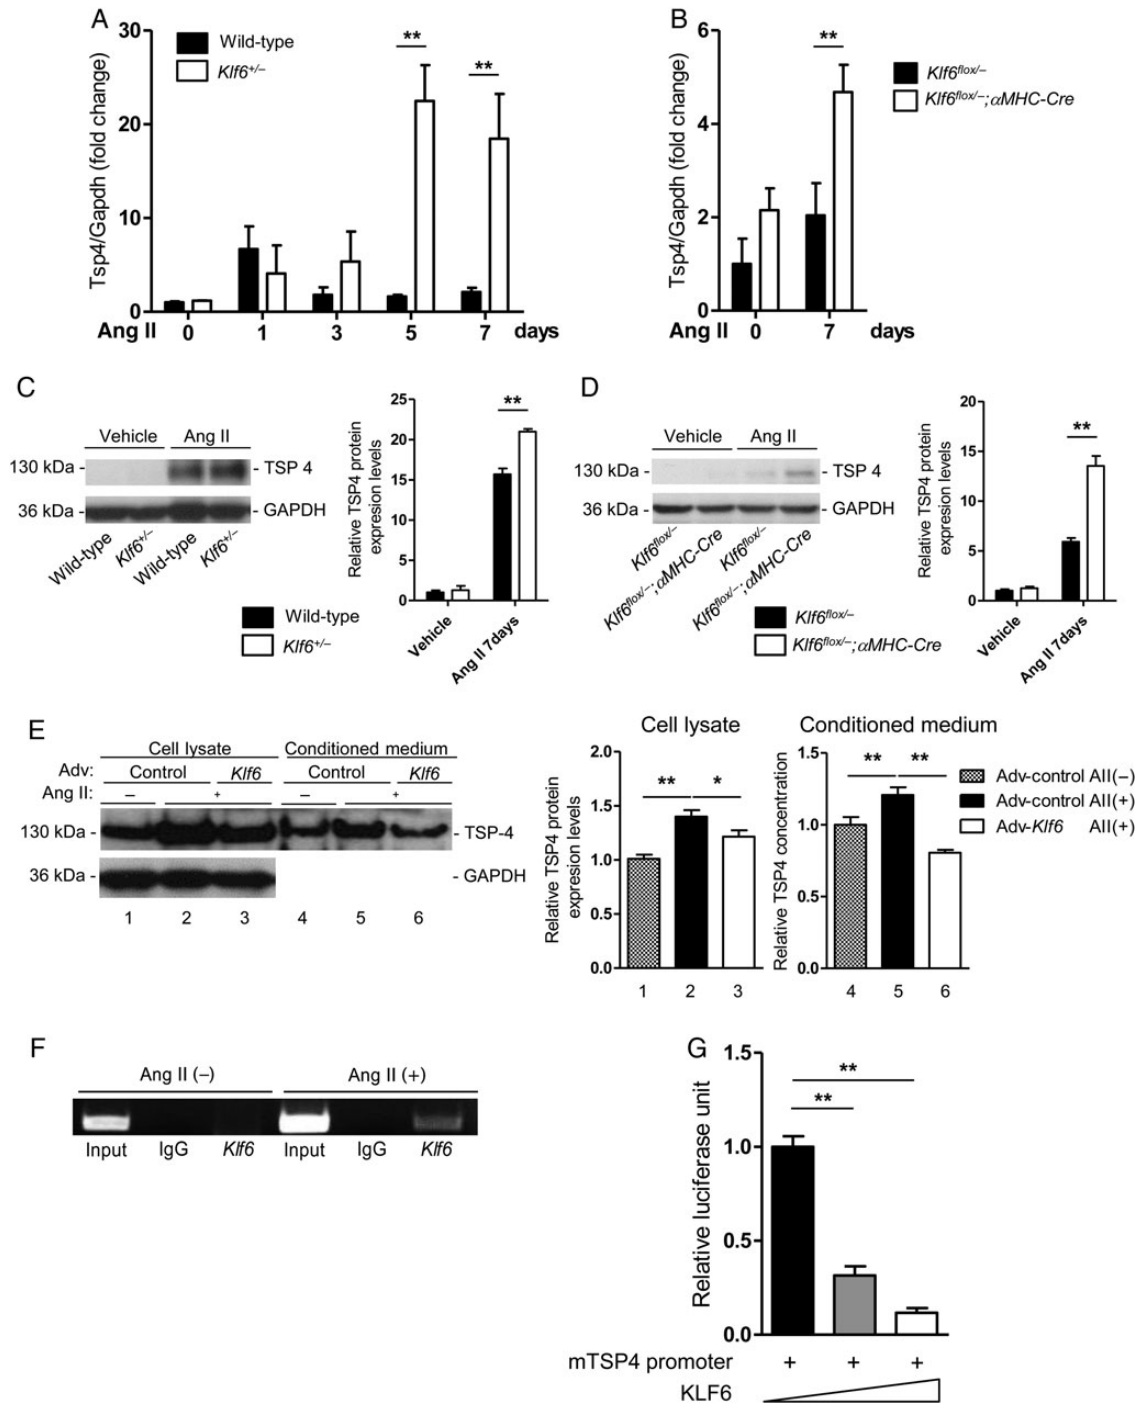 A
Tsp4/Gapdh (fold change)
30
20
10
0
Wild-type
Klf6+/–
**
**
Ang II 0 1 3 5 7 days
B
Tsp4/Gapdh (fold change)
6
4
2
0
**
Klf6flox/–
Klf6flox/–;αMHC-Cre
Ang II 0 7 days
C
Vehicle Ang II
130 kDa - - TSP 4
36 kDa - - GAPDH
Wild-type Klf6+/– Wild-type Klf6+/–
Relative TSP4 protein
expresion levels
25
20
15
10
5
0
**
Vehicle Ang II 7days
Wild-type
Klf6+/–
D
Vehicle Ang II
130 kDa - - TSP 4
36 kDa - - GAPDH
Klf6flox/– Klf6flox/–;αMHC-Cre Klf6flox/– Klf6flox/–;αMHC-Cre
Relative TSP4 protein
expresion levels
20
15
10
5
0
**
Vehicle Ang II 7days
Klf6flox/–
Klf6flox/–;αMHC-Cre
E
Cell lysate Conditioned medium
Adv: Control Klf6 Control Klf6
Ang II: – + – +
130 kDa - - TSP-4
36 kDa - - GAPDH
1 2 3 4 5 6
Cell lysate
Relative TSP4 protein
expresion levels
2.0
1.5
1.0
0.5
0.0
** *
1 2 3
Conditioned medium
Relative TSP4 concentration
1.5
1.0
0.5
0.0
** **
4 5 6
Adv-control AII(–)
Adv-control AII(+)
Adv-Klf6 AII(+)
F
Ang II (–) Ang II (+)
Input IgG Klf6 Input IgG Klf6
G
Relative luciferase unit
1.5
1.0
0.5
0.0
**
**
mTSP4 promoter + + +
KLF6